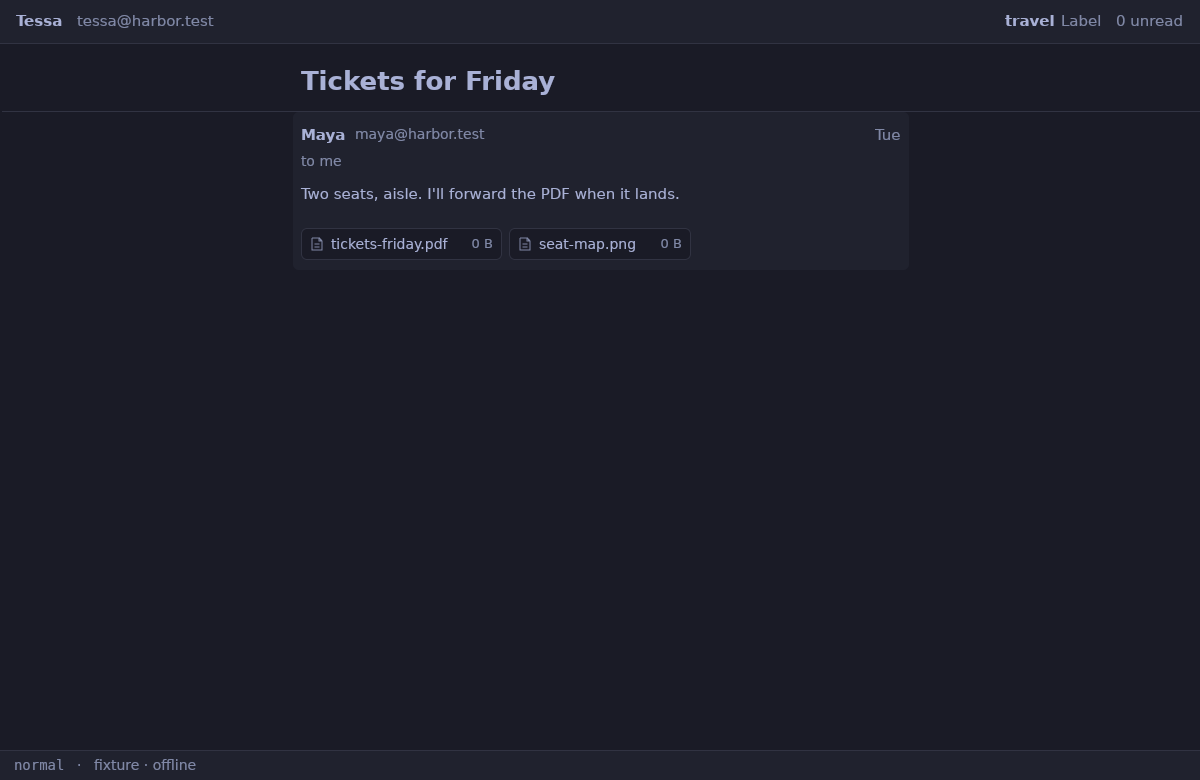 Tessa tessa@harbor.test travel Label 0 unread
Tickets for Friday
Maya maya@harbor.test Tue
to me
Two seats, aisle. I'll forward the PDF when it lands.
tickets-friday.pdf 0 B seat-map.png 0 B
normal · fixture · offline